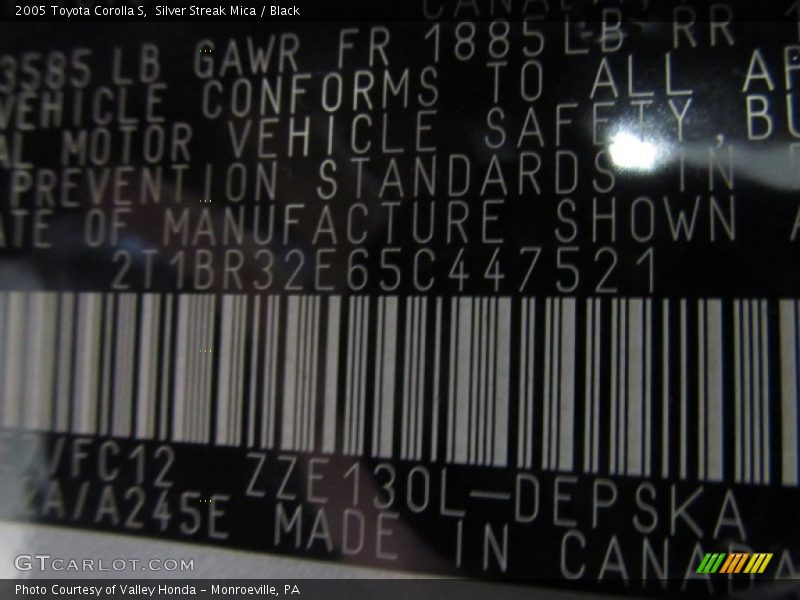 2005 Toyota Corolla S,  Silver Streak Mica / Black
CANADA
3585 LB GAWR FR 1885LB RR
VEHICLE CONFORMS TO ALL AP
AL MOTOR VEHICLE SAFETY, BU
PREVENTION STANDARDS IN
ATE OF MANUFACTURE SHOWN A
2T1BR32E65C447521
/FC12 ZZE130L-DEPSKA
A/A245E MADE IN CANADA
GTCARLOT.COM
Photo Courtesy of Valley Honda - Monroeville, PA